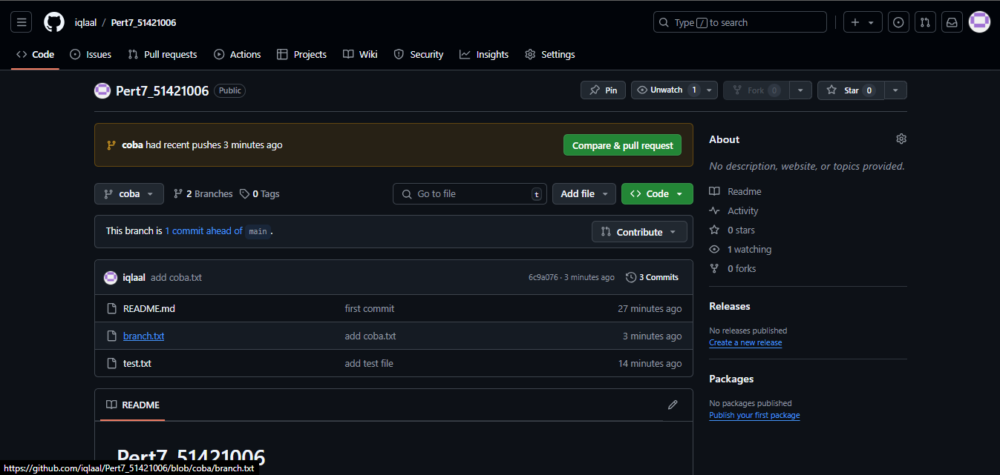 iqlaal / Pert7_51421006
Type / to search
Code Issues Pull requests Actions Projects Wiki Security Insights Settings
Pert7_51421006 Public
Pin Unwatch 1 Fork 0 Star 0
coba had recent pushes 3 minutes ago Compare & pull request
coba 2 Branches 0 Tags Go to file t Add file Code
This branch is 1 commit ahead of main .
Contribute
iqlaal add coba.txt 6c9a076 · 3 minutes ago 3 Commits
README.md first commit 27 minutes ago
branch.txt add coba.txt 3 minutes ago
test.txt add test file 14 minutes ago
README
Pert7_51421006
About
No description, website, or topics provided.
Readme
Activity
0 stars
1 watching
0 forks
Releases
No releases published
Create a new release
Packages
No packages published
Publish your first package
https://github.com/iqlaal/Pert7_51421006/blob/coba/branch.txt